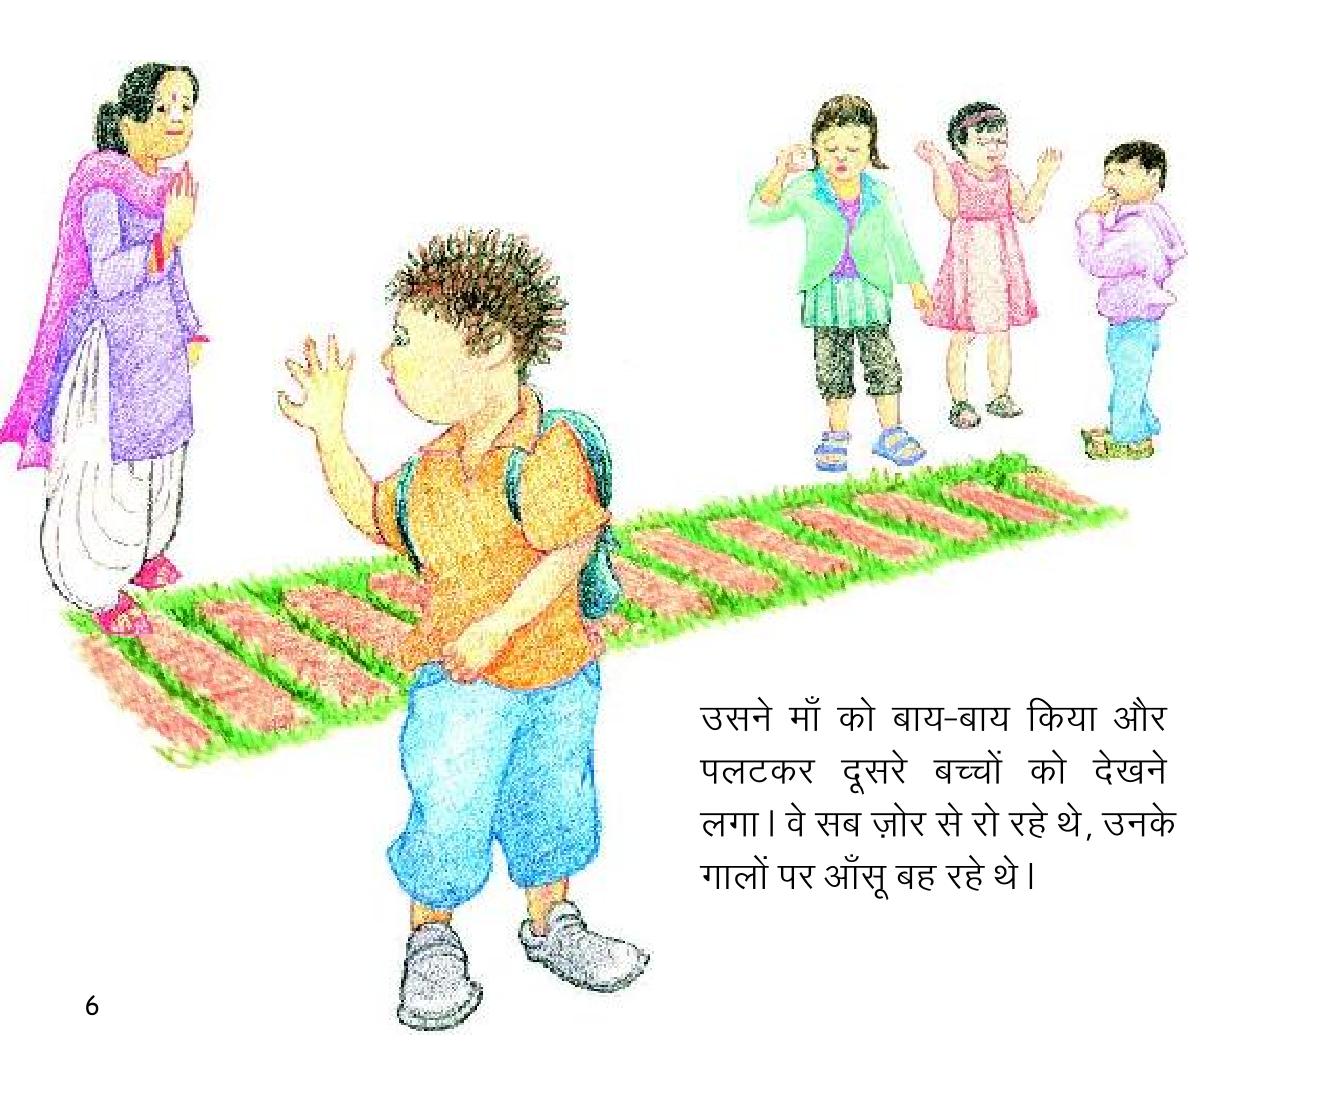 उसने माँ को बाय-बाय किया और
पलटकर दूसरे बच्चों को देखने
लगा। वे सब ज़ोर से रो रहे थे, उनके
गालों पर आँसू बह रहे थे।
6